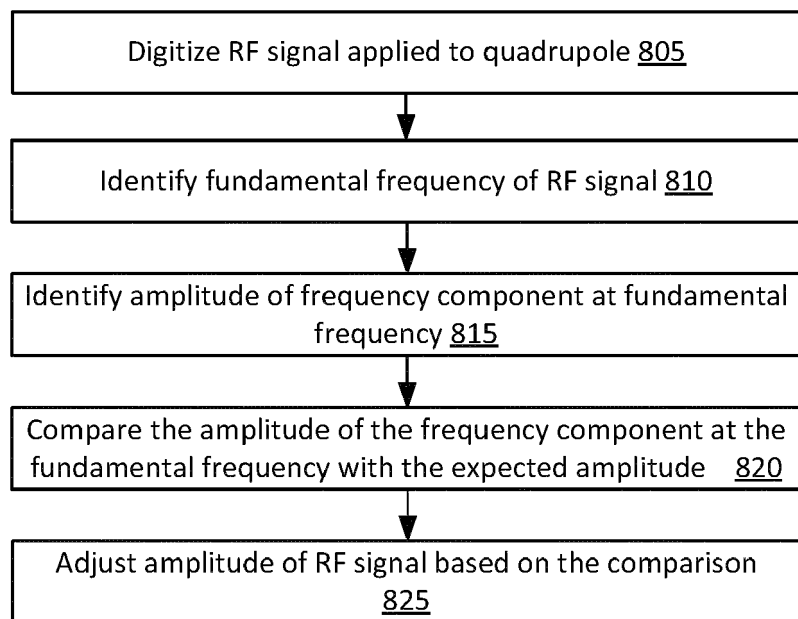 Digitize RF signal applied to quadrupole 805
Identify fundamental frequency of RF signal 810
Identify amplitude of frequency component at fundamental
frequency 815
Compare the amplitude of the frequency component at the
fundamental frequency with the expected amplitude 820
Adjust amplitude of RF signal based on the comparison
825